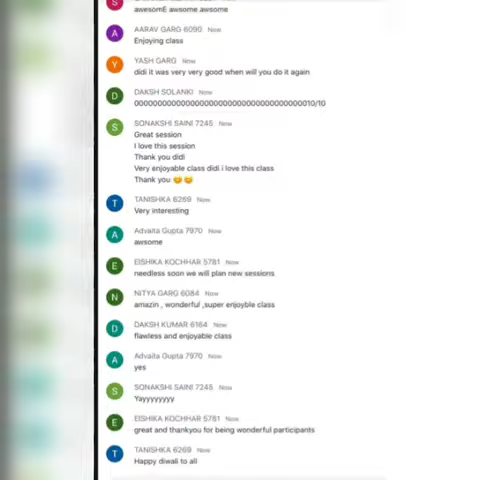 awesomE awsome awsome
A
AARAV GARG 6090 Now
Enjoying class
Y
YASH GARG Now
didi it was very very good when will you do it again
D
DAKSH SOLANKI Now
S
SONAKSHI SAINI 7245 Now
Great session
I love this session
Thank you didi
Very enjoyable class didi i love this class
Thank you 😊😊
T
TANISHKA 6269 Now
Very interesting
A
Advaita Gupta 7970 Now
awsome
E
EISHIKA KOCHHAR 5781 Now
needless soon we will plan new sessions
N
NITYA GARG 6084 Now
amazin , wonderful ,super enjoyble class
D
DAKSH KUMAR 6164 Now
flawless and enjoyable class
A
Advaita Gupta 7970 Now
yes
S
SONAKSHI SAINI 7245 Now
Yayyyyyyyy
E
EISHIKA KOCHHAR 5781 Now
great and thankyou for being wonderful participants
T
TANISHKA 6269 Now
Happy diwali to all